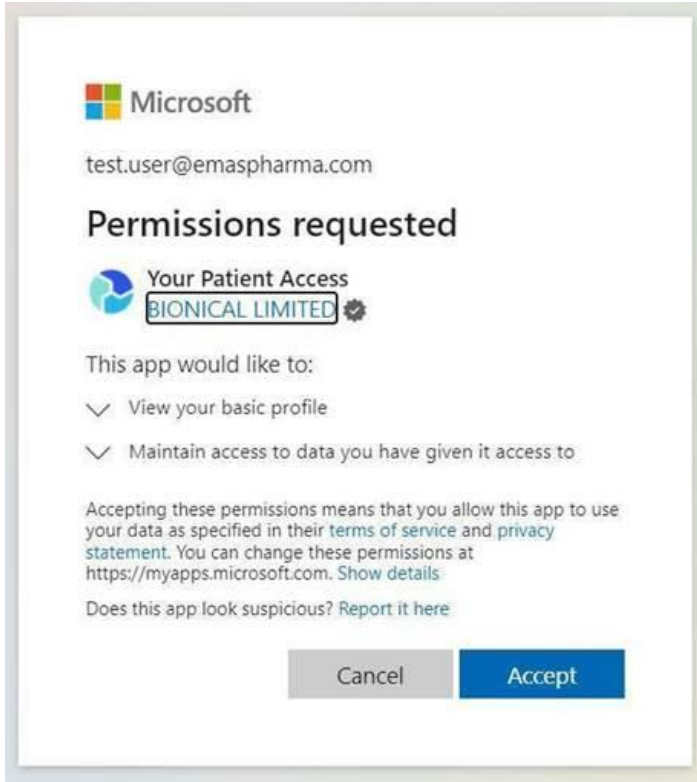 Microsoft
test.user@emaspharma.com
Permissions requested
Your Patient Access
BIONICAL LIMITED
This app would like to:
View your basic profile
Maintain access to data you have given it access to
Accepting these permissions means that you allow this app to use
your data as specified in their terms of service and privacy
statement. You can change these permissions at
https://myapps.microsoft.com. Show details
Does this app look suspicious? Report it here
Cancel
Accept